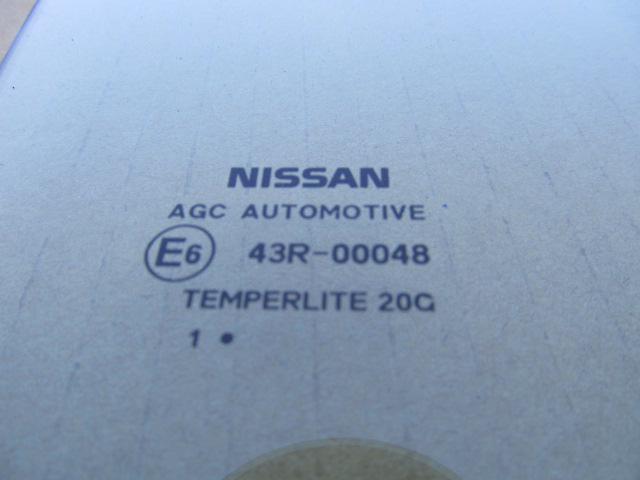 NISSAN
AGC AUTOMOTIVE
E6 43R-00048
TEMPERLITE 20G
1 •